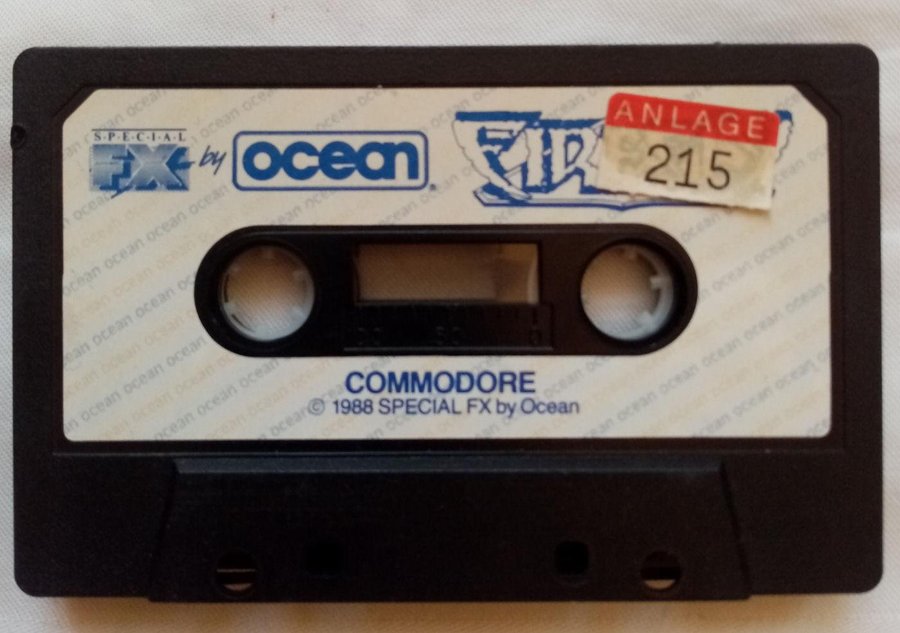 SPECIAL
FX by ocean
ANLAGE
215
COMMODORE
© 1988 SPECIAL FX by Ocean